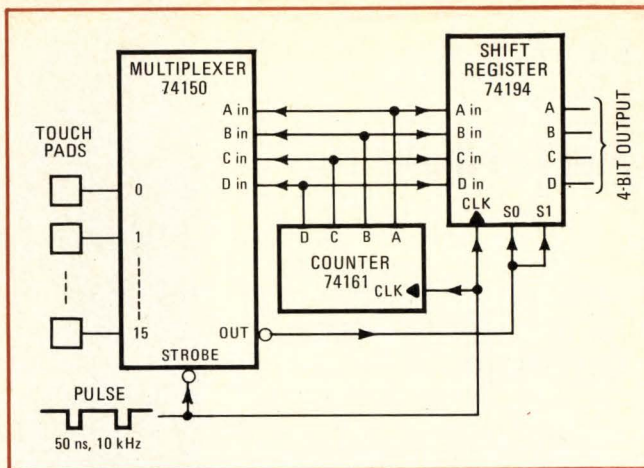 MULTIPLEXER
74150
SHIFT
REGISTER
74194
TOUCH
PADS
A in
B in
C in
D in
A in
B in
C in
D in
CLK
S0
S1
A
B
C
D
4-BIT OUTPUT
0
1
15
D
C
B
A
COUNTER
74161
CLK
OUT
STROBE
PULSE
50 ns, 10 kHz